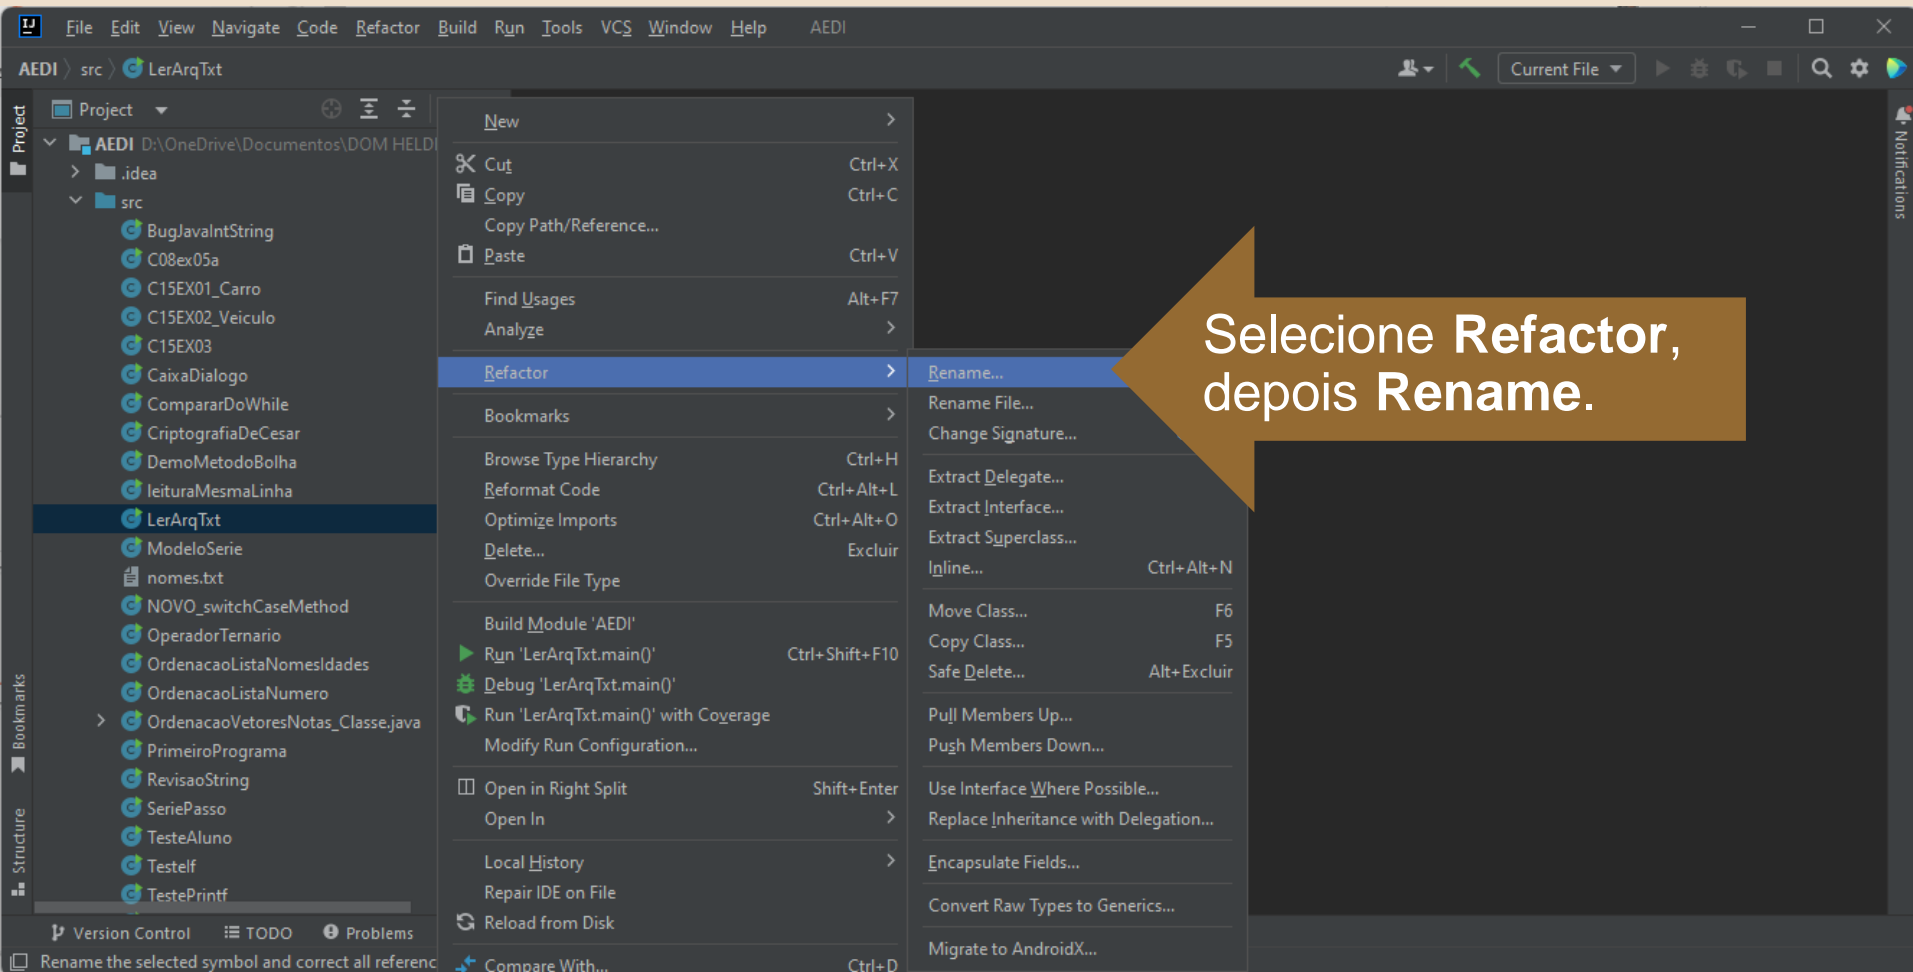 IJ File Edit View Navigate Code Refactor Build Run Tools VCS Window Help AEDI
AEDI src LerArqTxt
Current File
Project
Project
AEDI D:\OneDrive\Documentos\DOM HELD
.idea
src
BugJavaIntString
C08ex05a
C15EX01_Carro
C15EX02_Veiculo
C15EX03
CaixaDialogo
CompararDoWhile
CriptografiaDeCesar
DemoMetodoBolha
leituraMesmaLinha
LerArqTxt
ModeloSerie
nomes.txt
NOVO_switchCaseMethod
OperadorTernario
OrdenacaoListaNomesIdades
OrdenacaoListaNumero
OrdenacaoVetoresNotas_Classe.java
PrimeiroPrograma
RevisaoString
SeriePasso
TesteAluno
TesteIf
TestePrintf
Bookmarks
Structure
New
Cut Ctrl+X
Copy Ctrl+C
Copy Path/Reference...
Paste Ctrl+V
Find Usages Alt+F7
Analyze
Refactor
Bookmarks
Browse Type Hierarchy Ctrl+H
Reformat Code Ctrl+Alt+L
Optimize Imports Ctrl+Alt+O
Delete... Excluir
Override File Type
Build Module 'AEDI'
Run 'LerArqTxt.main()' Ctrl+Shift+F10
Debug 'LerArqTxt.main()'
Run 'LerArqTxt.main()' with Coverage
Modify Run Configuration...
Open in Right Split Shift+Enter
Open In
Local History
Repair IDE on File
Reload from Disk
Compare With... Ctrl+D
Rename...
Rename File...
Change Signature...
Extract Delegate...
Extract Interface...
Extract Superclass...
Inline... Ctrl+Alt+N
Move Class... F6
Copy Class... F5
Safe Delete... Alt+Excluir
Pull Members Up...
Push Members Down...
Use Interface Where Possible...
Replace Inheritance with Delegation...
Encapsulate Fields...
Convert Raw Types to Generics...
Migrate to AndroidX...
Selecione Refactor,
depois Rename.
Notifications
Version Control TODO Problems
Rename the selected symbol and correct all referenc